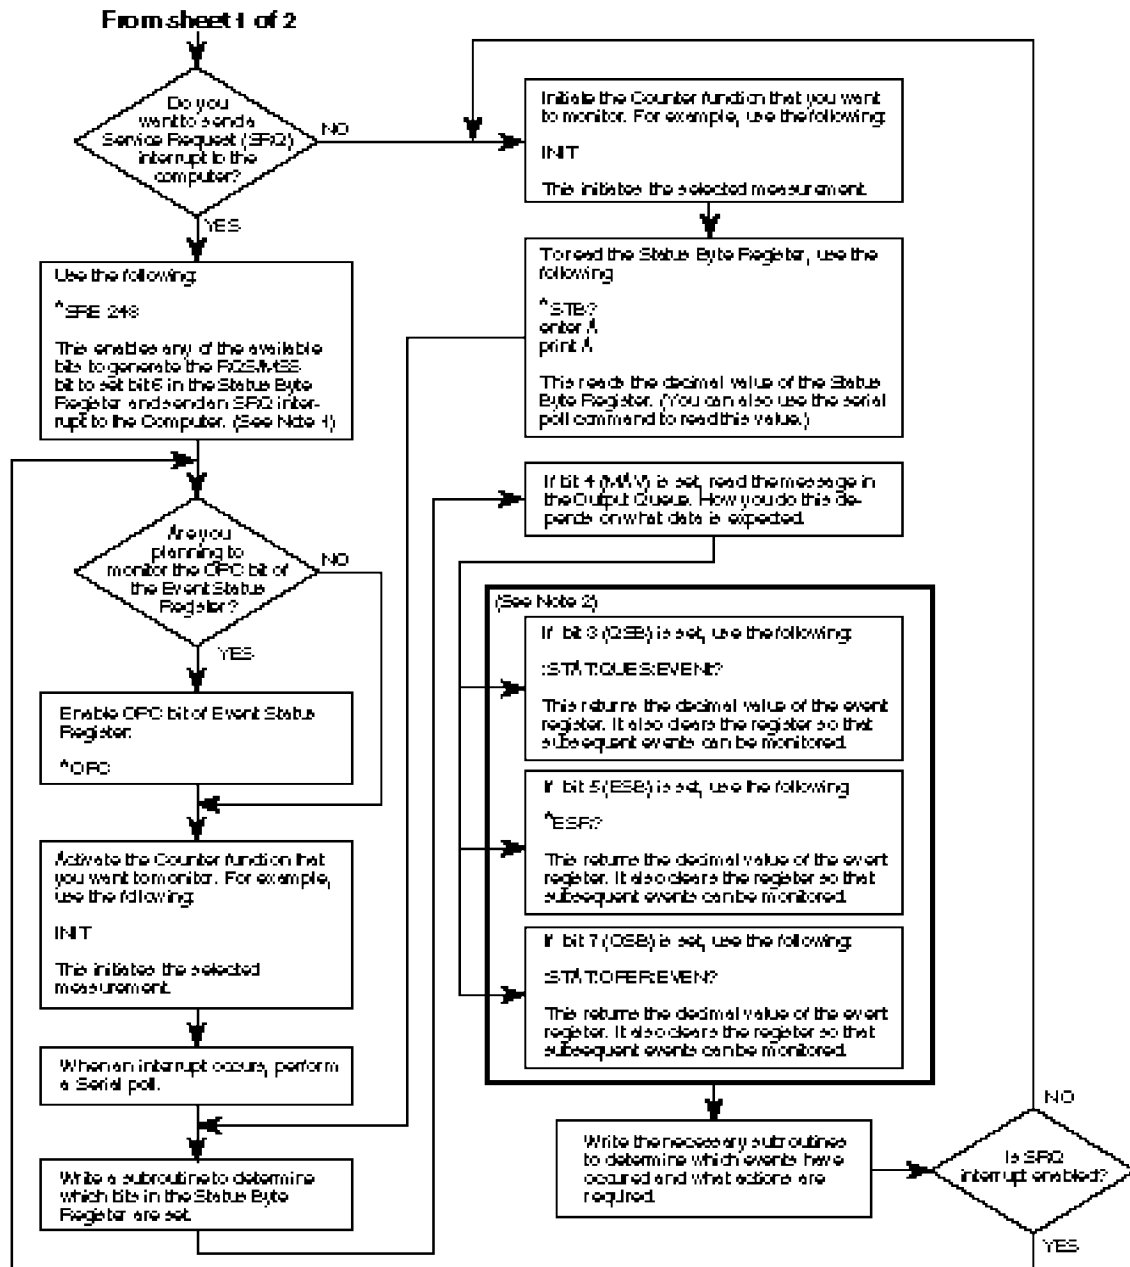 From sheet 1 of 2
Do you
want to send a
Service Request (SRQ)
interrupt to the
computer?
NO
YES
Use the following:
*SRE 248
This enables any of the available
bits to generate the RQS/MSS
bit to set bit 6 in the Status Byte
Register and send an SRQ inter-
rupt to the Computer. (See Note 1)
Are you
planning to
monitor the OPC bit of
the Event Status
Register?
NO
YES
Enable OPC bit of Event Status
Register:
*OPC
Activate the Counter function that
you want to monitor. For example,
use the following:
INIT
This initiates the selected
measurement.
When an interrupt occurs, perform
a Serial poll.
Write a subroutine to determine
which bits in the Status Byte
Register are set.
Initiate the Counter function that you want
to monitor. For example, use the following:
INIT
This initiates the selected measurement.
To read the Status Byte Register, use the
following:
*STB?
enter A
print A
This reads the decimal value of the Status
Byte Register. (You can also use the serial
poll command to read this value.)
If bit 4 (MAV) is set, read the message in
the Output Queue. How you do this de-
pends on what data is expected.
(See Note 2)
If bit 3 (QSB) is set, use the following:
:STAT:QUES:EVENT?
This returns the decimal value of the event
register. It also clears the register so that
subsequent events can be monitored.
If bit 5 (ESB) is set, use the following:
*ESR?
This returns the decimal value of the event
register. It also clears the register so that
subsequent events can be monitored.
If bit 7 (OSB) is set, use the following:
:STAT:OPER:EVEN?
This returns the decimal value of the event
register. It also clears the register so that
subsequent events can be monitored.
Write the necessary subroutines
to determine which events have
occured and what actions are
required.
Is SRQ
interrupt enabled?
NO
YES